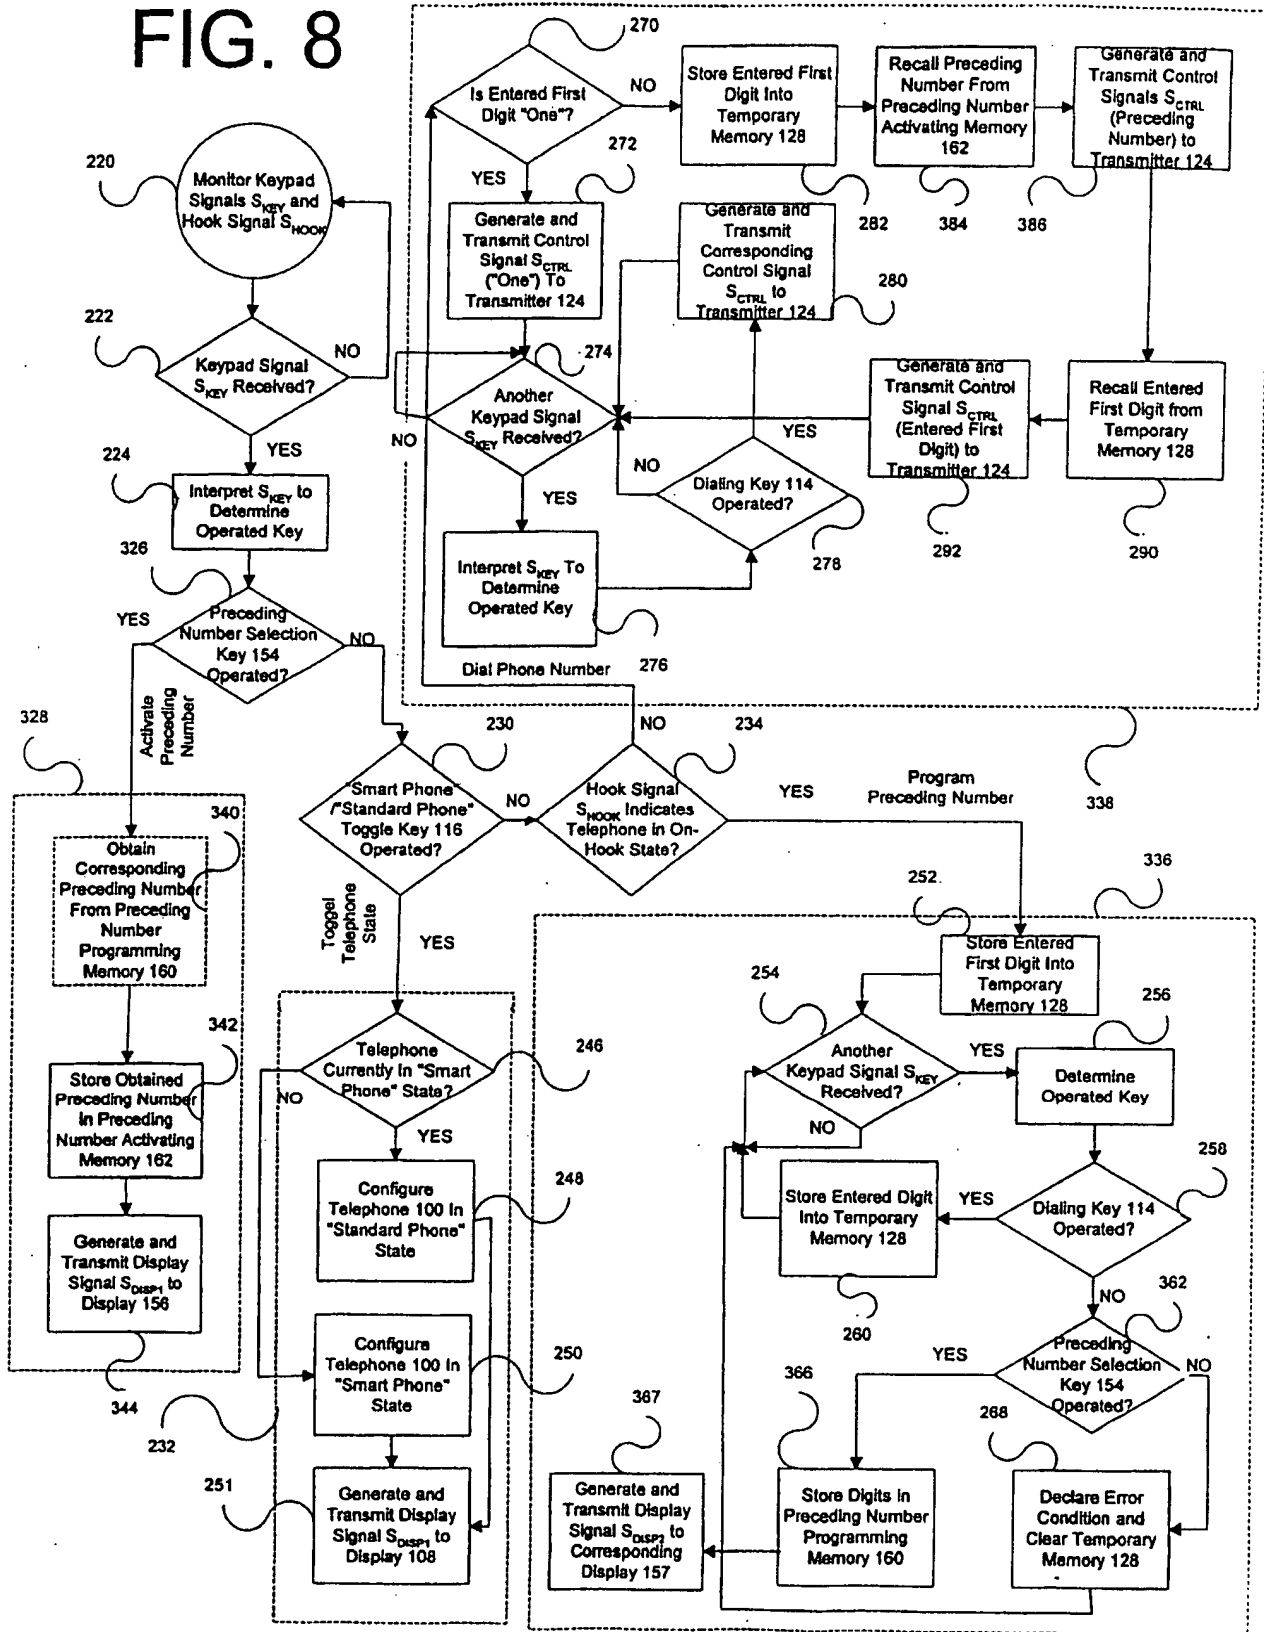 FIG. 8
270
Is Entered First
Digit "One"?
NO
YES
Store Entered First
Digit Into
Temporary
Memory 128
282
Recall Preceding
Number From
Preceding Number
Activating Memory
162
384
Generate and
Transmit Control
Signals S_CTRL
(Preceding
Number) to
Transmitter 124
386
272
Generate and
Transmit Control
Signal S_CTRL
("One") To
Transmitter 124
Generate and
Transmit
Corresponding
Control Signal
S_CTRL to
Transmitter 124
280
274
Another
Keypad Signal
S_KEY Received?
NO
YES
Interpret S_KEY To
Determine
Operated Key
276
Dialing Key 114
Operated?
NO
YES
278
Generate and
Transmit Control
Signal S_CTRL
(Entered First
Digit) to
Transmitter 124
292
Recall Entered
First Digit from
Temporary
Memory 128
290
Dial Phone Number
338
220
Monitor Keypad
Signals S_KEY and
Hook Signal S_HOOK
222
Keypad Signal
S_KEY Received?
NO
YES
224
Interpret S_KEY to
Determine
Operated Key
326
Preceding
Number Selection
Key 154
Operated?
YES
NO
Activate
Preceding
Number
328
Obtain
Corresponding
Preceding Number
From Preceding
Number
Programming
Memory 160
340
Store Obtained
Preceding Number
In Preceding
Number Activating
Memory 162
342
Generate and
Transmit Display
Signal S_DISP1 to
Display 156
344
230
"Smart Phone"
/"Standard Phone"
Toggle Key 116
Operated?
NO
YES
Toggel
Telephone
State
234
Hook Signal
S_HOOK Indicates
Telephone in On-
Hook State?
NO
YES
Program
Preceding Number
Telephone
Currently In "Smart
Phone" State?
246
NO
YES
Configure
Telephone 100 In
"Standard Phone"
State
248
Configure
Telephone 100 In
"Smart Phone"
State
250
232
251
Generate and
Transmit Display
Signal S_DISP1 to
Display 108
336
252
Store Entered
First Digit Into
Temporary
Memory 128
254
Another
Keypad Signal S_KEY
Received?
YES
NO
256
Determine
Operated Key
258
Dialing Key 114
Operated?
YES
NO
Store Entered Digit
Into Temporary
Memory 128
260
362
Preceding
Number Selection
Key 154
Operated?
YES
NO
366
Store Digits In
Preceding Number
Programming
Memory 160
367
Generate and
Transmit Display
Signal S_DISP2 to
Corresponding
Display 157
268
Declare Error
Condition and
Clear Temporary
Memory 128